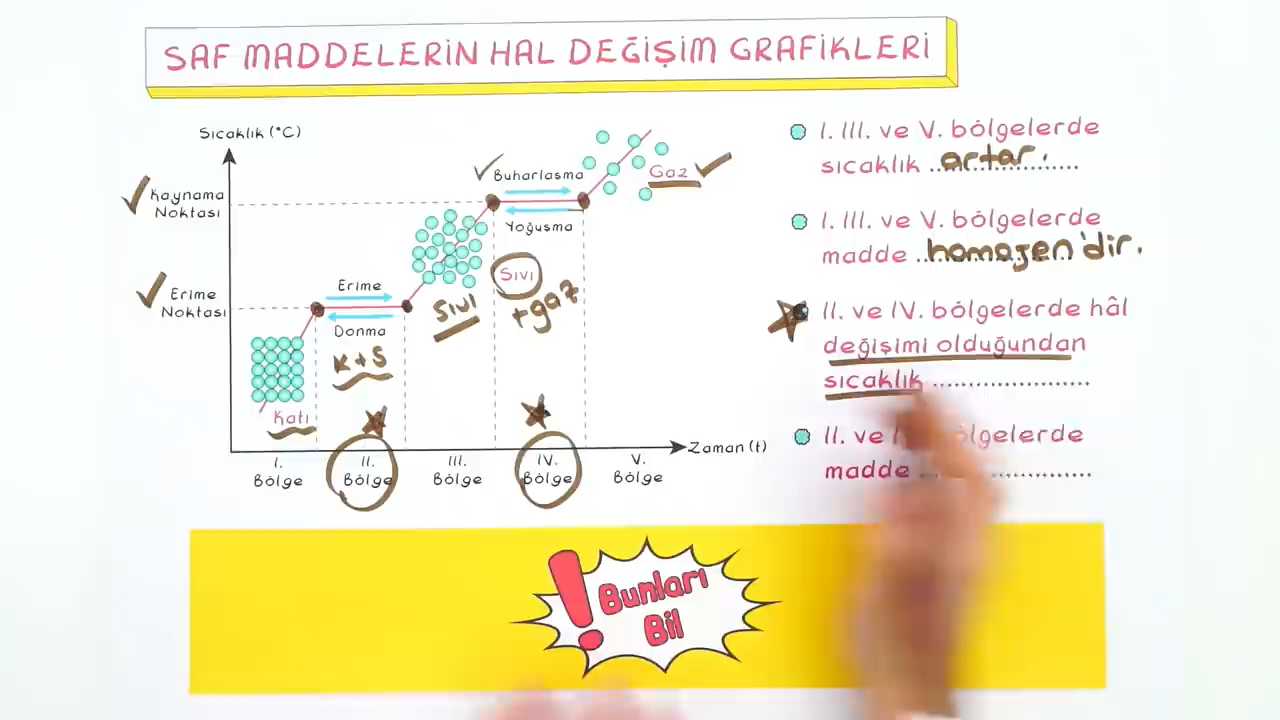 SAF MADDELERİN HAL DEĞİŞİM GRAFİKLERİ
Sıcaklık (°C)
Kaynama
Noktası
Erime
Noktası
Buharlaşma
Yoğuşma
Gaz
Sıvı
+gaz
Sıvı
Erime
Donma
K+S
Katı
Zaman (t)
I.
Bölge
II.
Bölge
III.
Bölge
IV.
Bölge
V.
Bölge
I. III. ve V. bölgelerde
sıcaklık artar.
I. III. ve V. bölgelerde
madde homojen'dir.
II. ve IV. bölgelerde hâl
değişimi olduğundan
sıcaklık
II. ve
madde
Bunları
Bil